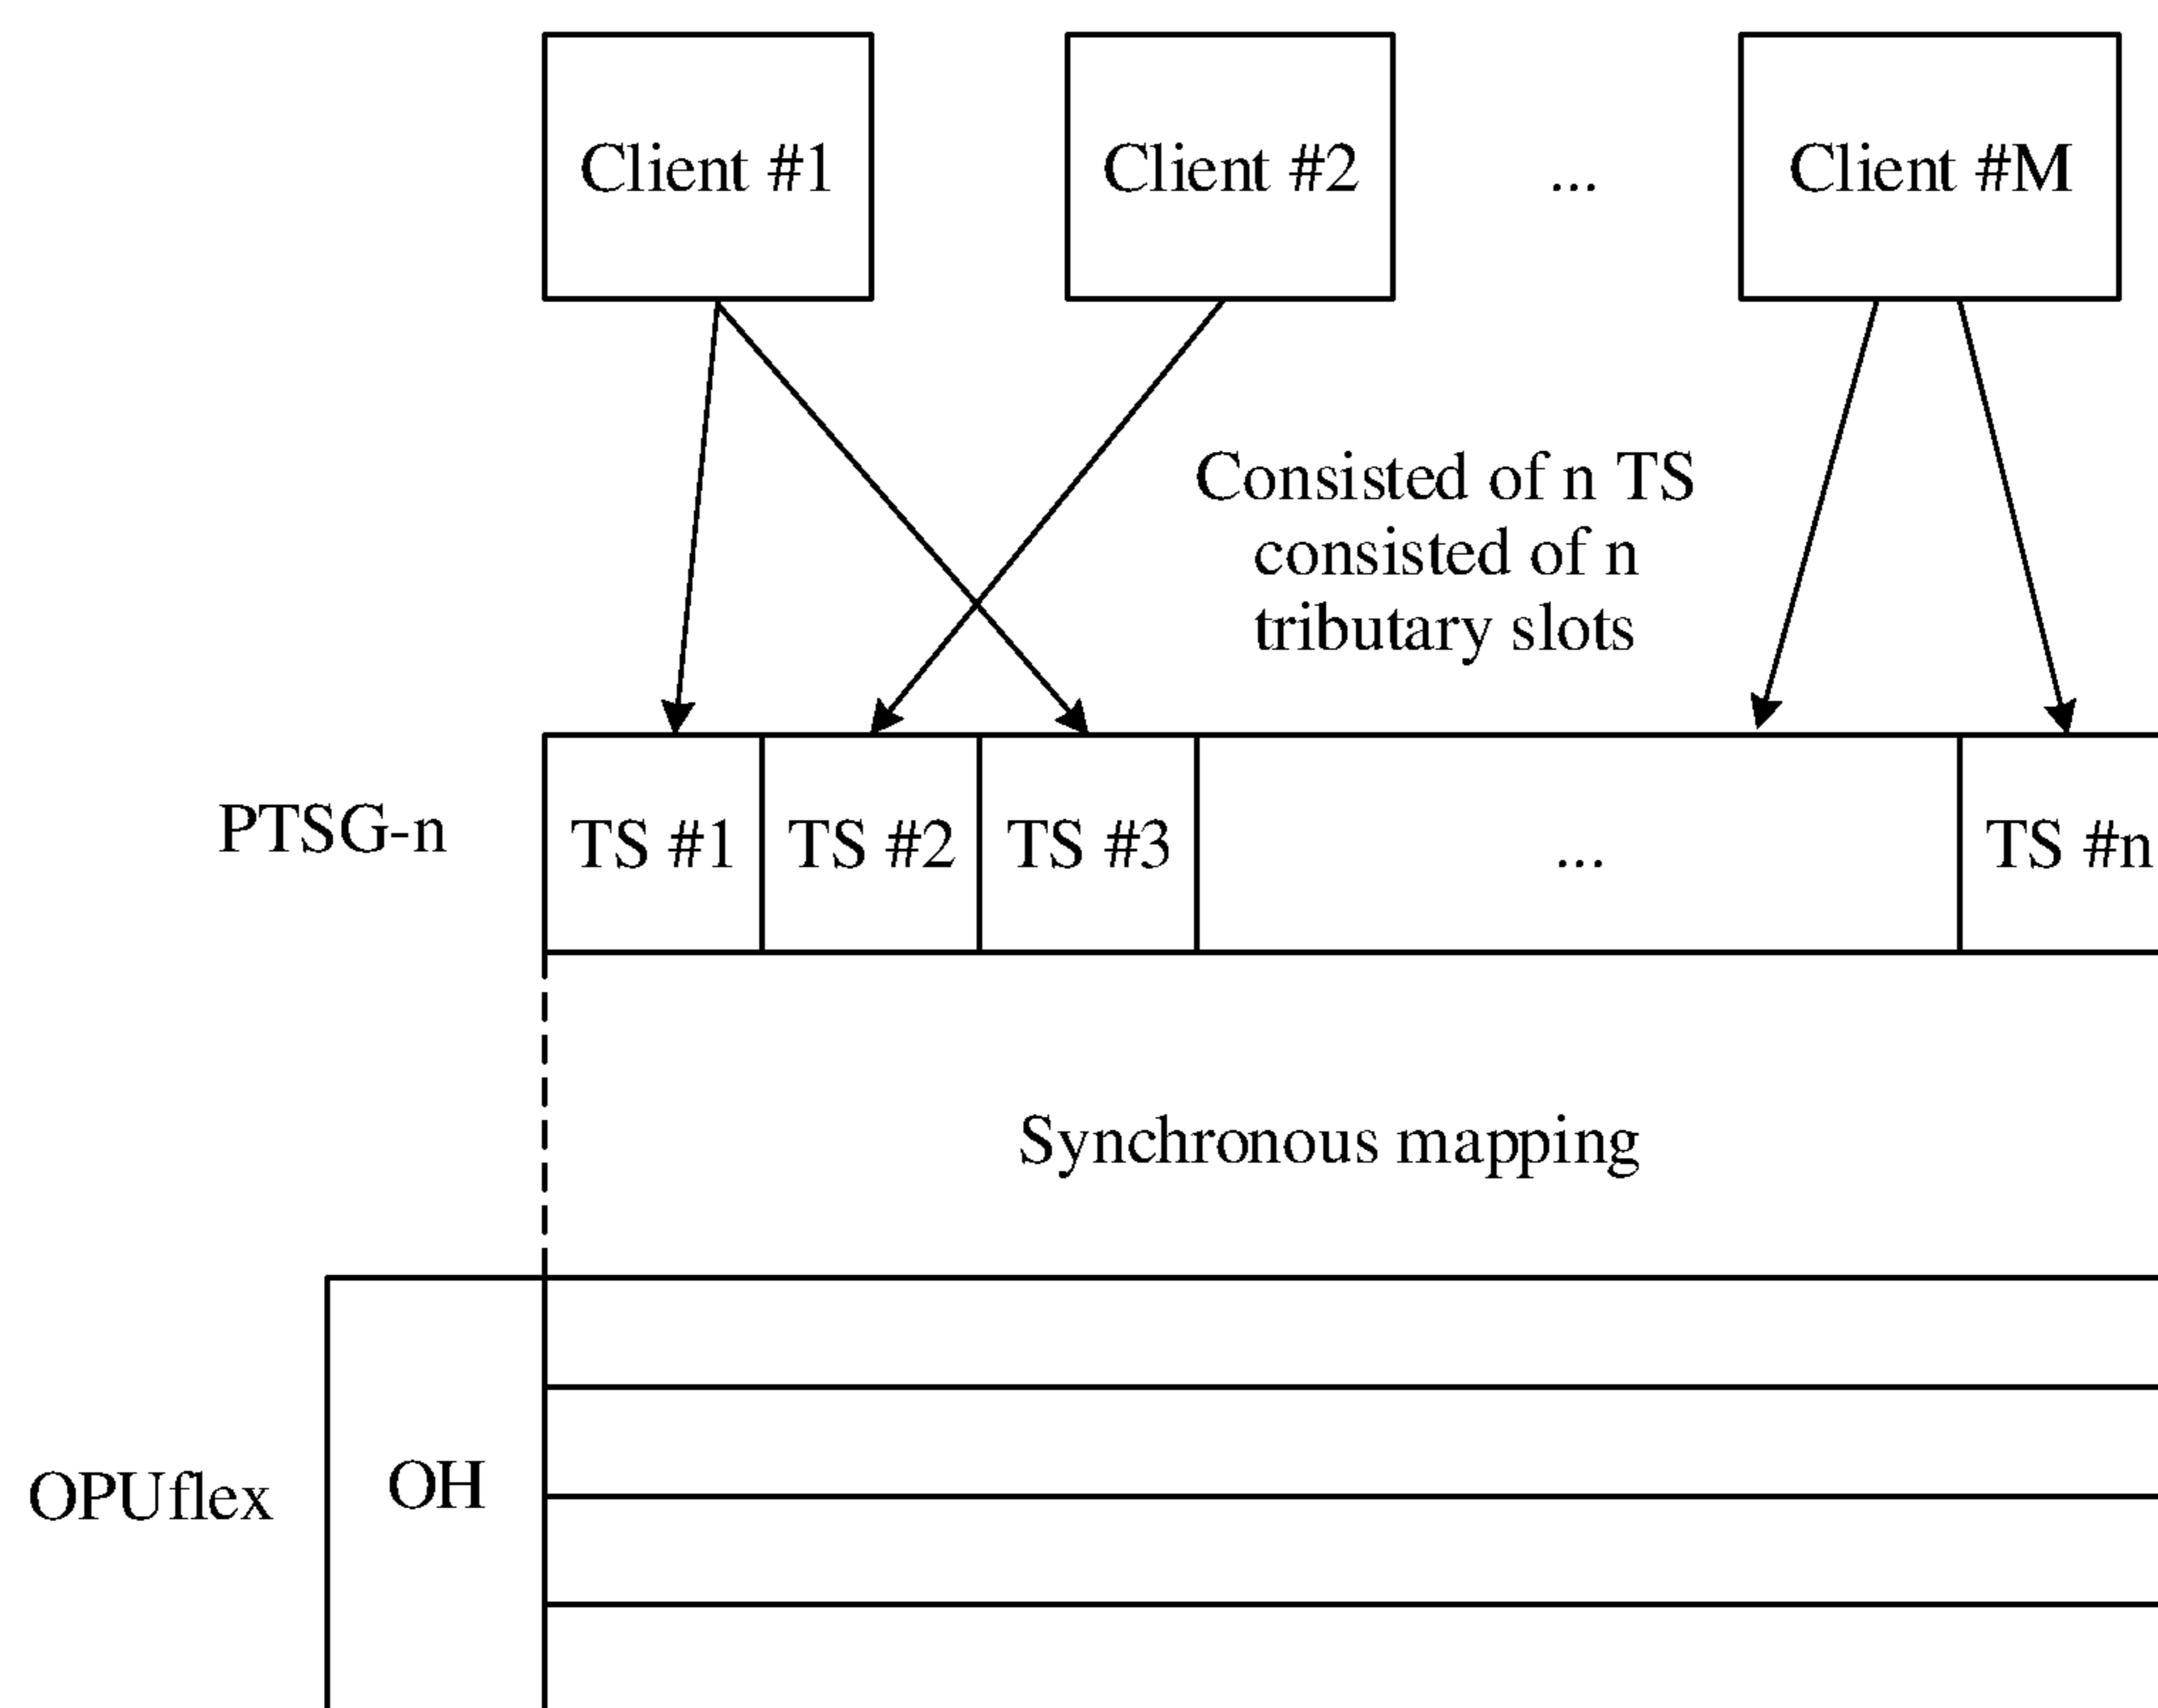 Client #1
Client #2
...
Client #M
Consisted of n TS
consisted of n
tributary slots
PTSG-n
TS #1
TS #2
TS #3
...
TS #n
Synchronous mapping
OPUflex
OH